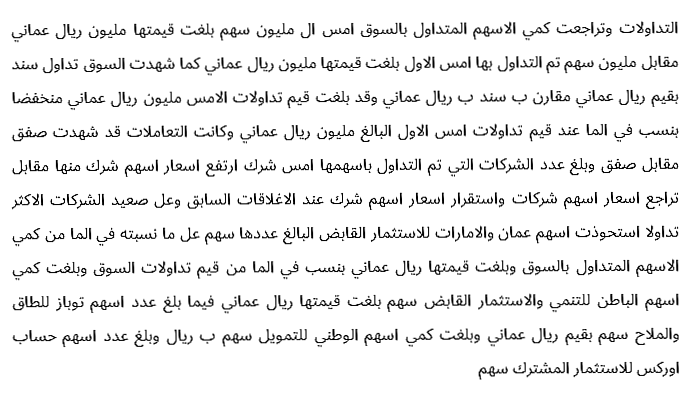 التداولات وتراجعت كمي الاسهم المتداول بالسوق امس ال مليون سهم بلغت قيمتها مليون ريال عماني
مقابل مليون سهم تم التداول بها امس الاول بلغت قيمتها مليون ريال عماني كما شهدت السوق تداول سند
بقيم ريال عماني مقارن ب سند ب ريال عماني وقد بلغت قيم تداولات الامس مليون ريال عماني منخفضا
بنسب في الما عند قيم تداولات امس الاول البالغ مليون ريال عماني وكانت التعاملات قد شهدت صفق
مقابل صفق وبلغ عدد الشركات التي تم التداول باسهمها امس شرك ارتفع اسعار اسهم شرك منها مقابل
تراجع اسعار اسهم شركات واستقرار اسعار اسهم شرك عند الاغلاقات السابق وعل صعيد الشركات الاكثر
تداولا استحوذت اسهم عمان والامارات للاستثمار القابض البالغ عددها سهم عل ما نسبته في الما من كمي
الاسهم المتداول بالسوق وبلغت قيمتها ريال عماني بنسب في الما من قيم تداولات السوق وبلغت كمي
اسهم الباطن للتنمي والاستثمار القابض سهم بلغت قيمتها ريال عماني فيما بلغ عدد اسهم توباز للطاق
والملاح سهم بقيم ريال عماني وبلغت كمي اسهم الوطني للتمويل سهم ب ريال وبلغ عدد اسهم حساب
اوركس للاستثمار المشترك سهم